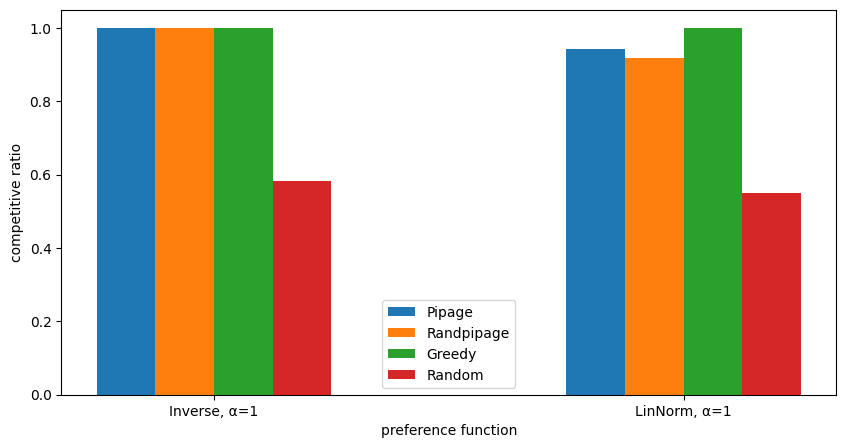 competitive ratio
1.0
0.8
0.6
0.4
0.2
0.0
Pipage
Randpipage
Greedy
Random
Inverse, α=1
LinNorm, α=1
preference function